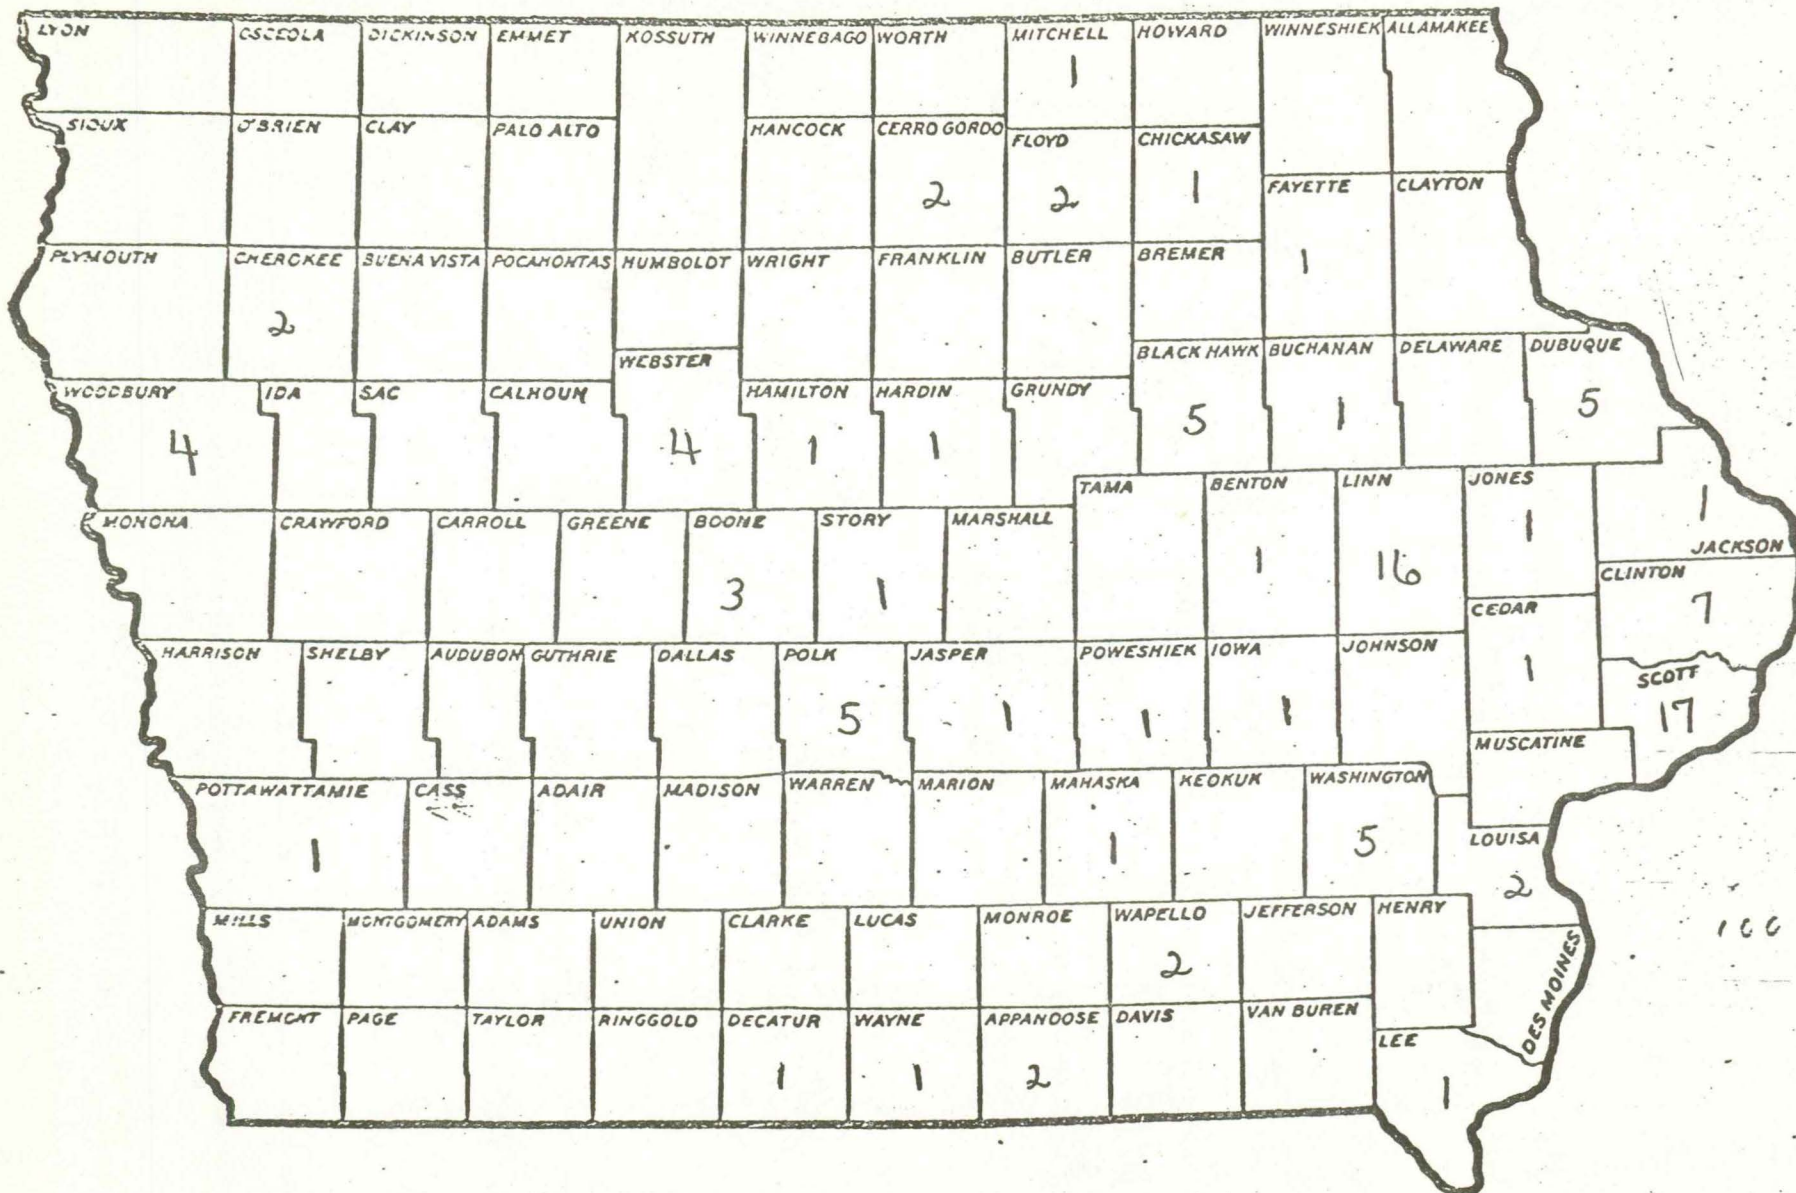 LYON OSCEOLA DICKINSON EMMET KOSSUTH WINNEBAGO WORTH MITCHELL HOWARD WINNESHIEK ALLAMAKEE
1
SIOUX O'BRIEN CLAY PALO ALTO HANCOCK CERRO GORDO FLOYD CHICKASAW
2 2 1
FAYETTE CLAYTON
1
PLYMOUTH CHEROKEE BUENA VISTA POCAHONTAS HUMBOLDT WRIGHT FRANKLIN BUTLER BREMER
2
WEBSTER BLACK HAWK BUCHANAN DELAWARE DUBUQUE
4 5 1 5
WOODBURY IDA SAC CALHOUN HAMILTON HARDIN GRUNDY
4 1 1
TAMA BENTON LINN JONES
1 16 1
1
JACKSON
MONONA CRAWFORD CARROLL GREENE BOONE STORY MARSHALL
3 1
CLINTON
7
CEDAR
1
HARRISON SHELBY AUDUBON GUTHRIE DALLAS POLK JASPER POWESHIEK IOWA JOHNSON
5 1 1 1
SCOTT
17
MUSCATINE
POTTAWATTAMIE CASS ADAIR MADISON WARREN MARION MAHASKA KEOKUK WASHINGTON
1 1 5
LOUISA
2
MILLS MONTGOMERY ADAMS UNION CLARKE LUCAS MONROE WAPELLO JEFFERSON HENRY
2
100
DES MOINES
FREMONT PAGE TAYLOR RINGGOLD DECATUR WAYNE APPANOOSE DAVIS VAN BUREN
1 1 2
LEE
1